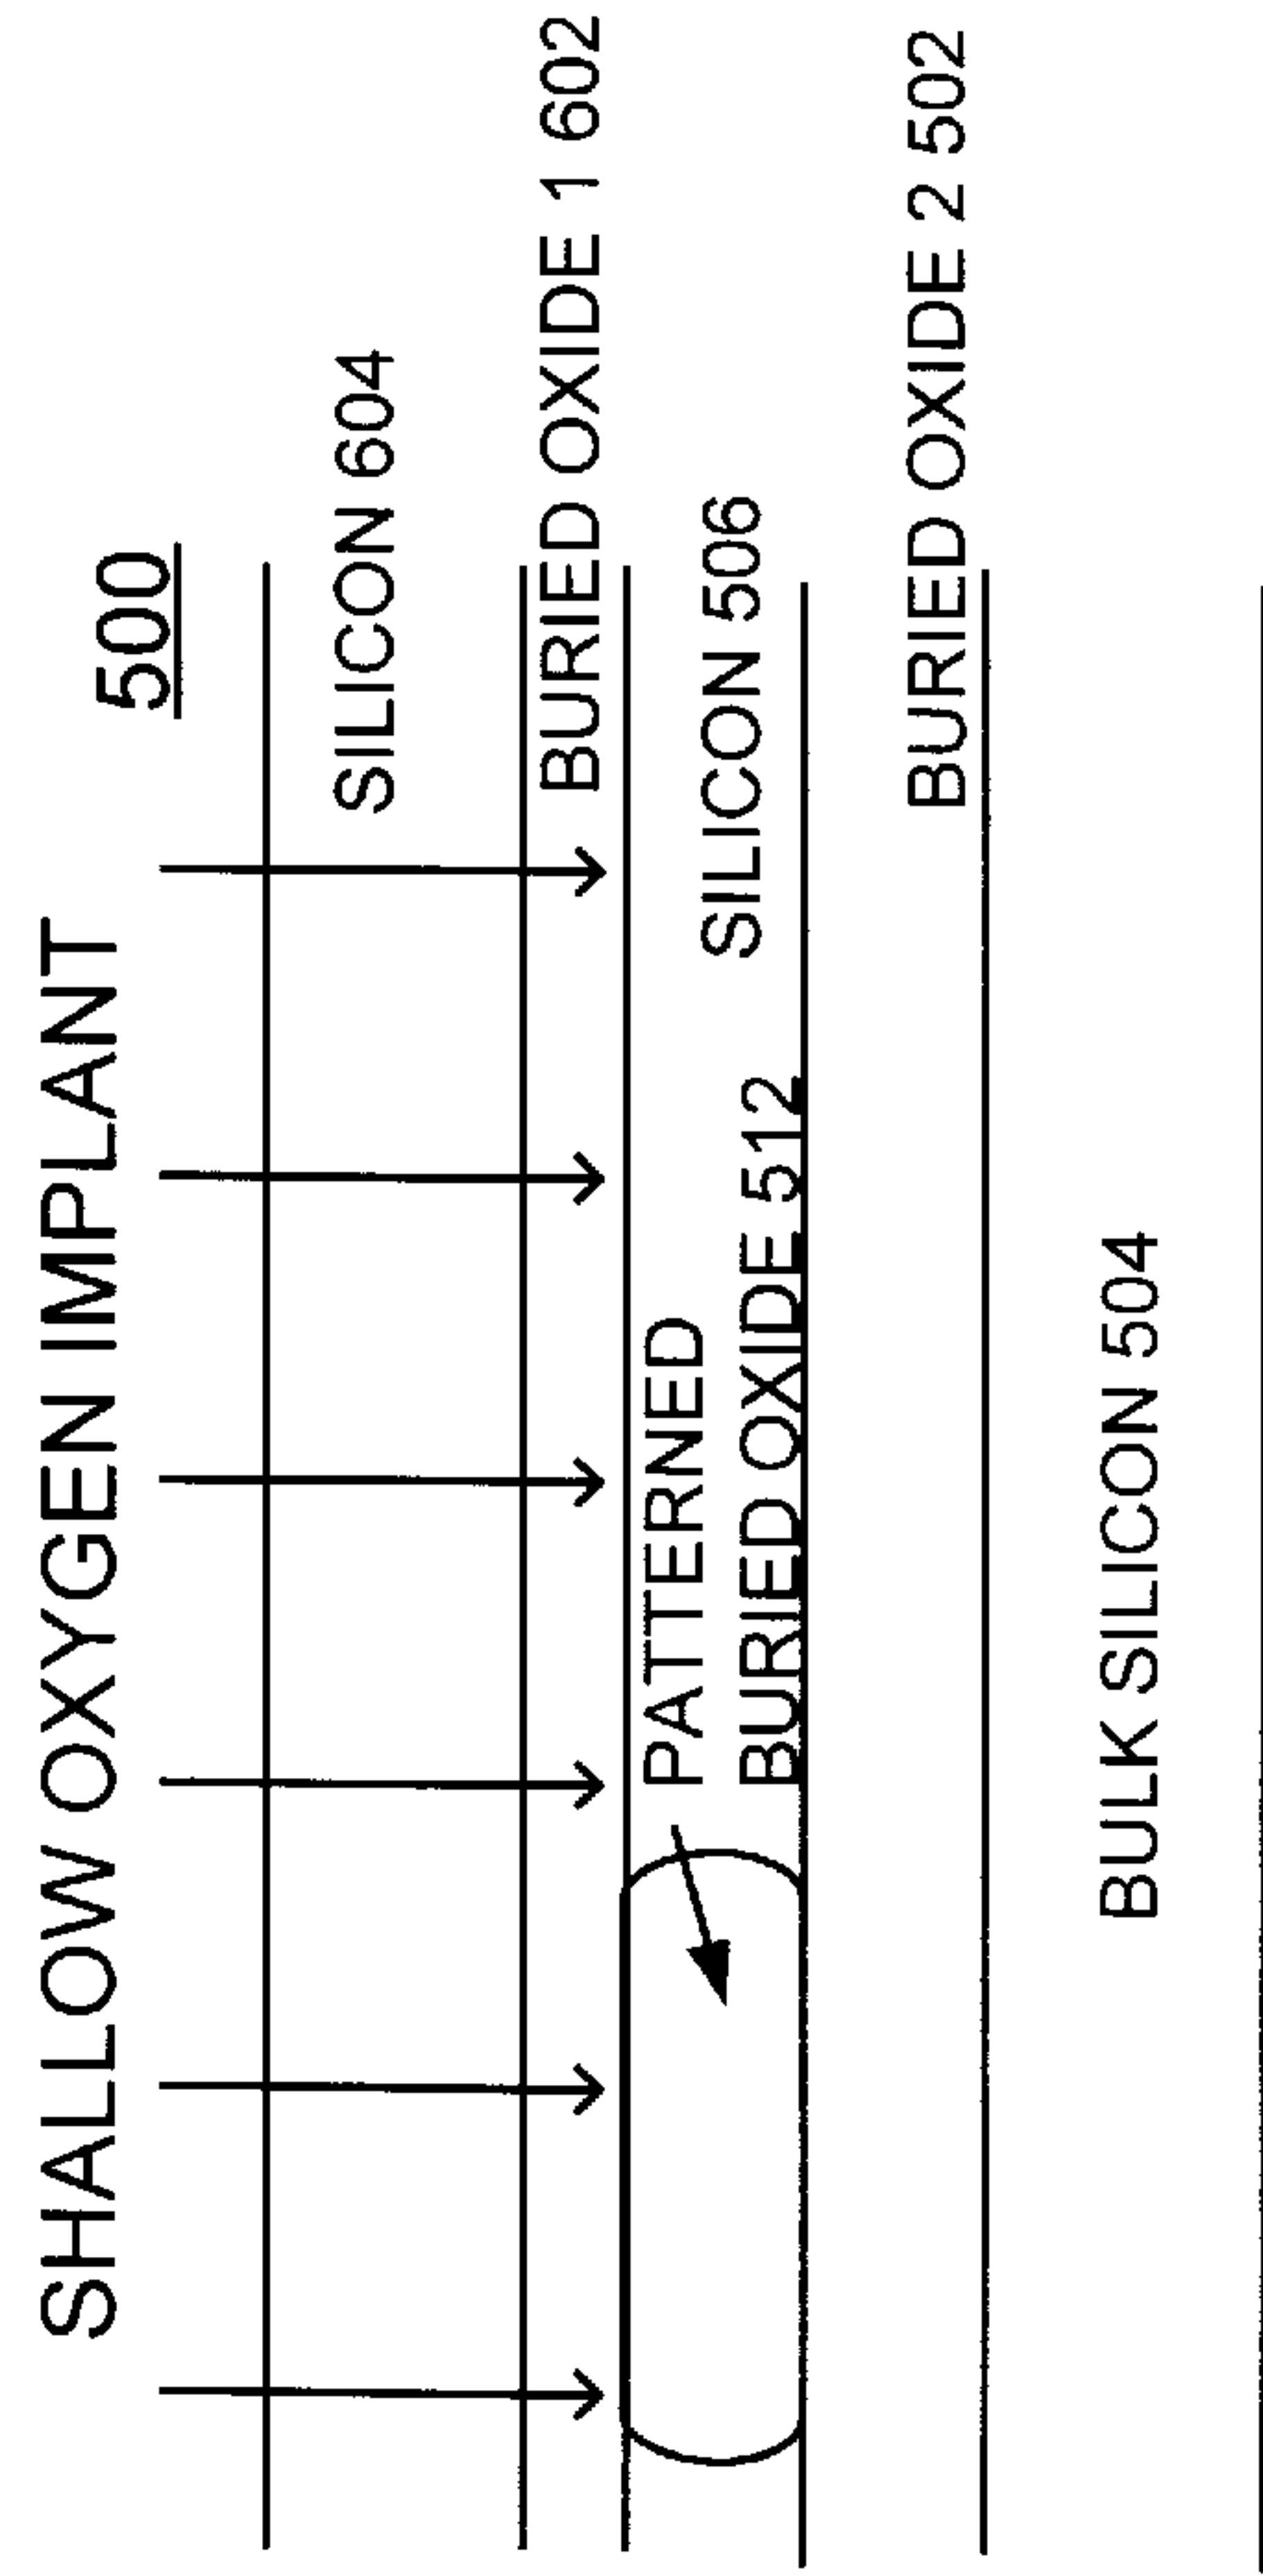 SHALLOW OXYGEN IMPLANT
500
SILICON 604
BURIED OXIDE 1 602
SILICON 506
PATTERNED
BURIED OXIDE 512
BURIED OXIDE 2 502
BULK SILICON 504